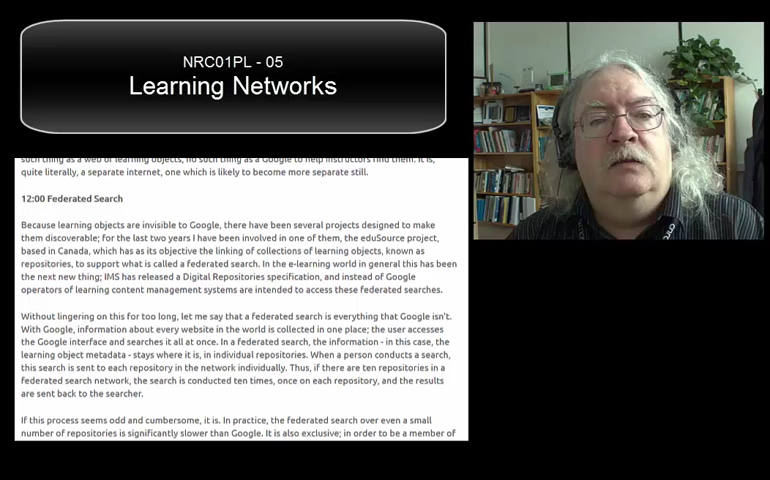 NRC01PL - 05
Learning Networks
such thing as a web of learning objects, no such thing as a Google to help instructors find them. It is,
quite literally, a separate internet, one which is likely to become more separate still.
12:00 Federated Search
Because learning objects are invisible to Google, there have been several projects designed to make
them discoverable; for the last two years I have been involved in one of them, the eduSource project,
based in Canada, which has as its objective the linking of collections of learning objects, known as
repositories, to support what is called a federated search. In the e-learning world in general this has been
the next new thing; IMS has released a Digital Repositories specification, and instead of Google
operators of learning content management systems are intended to access these federated searches.
Without lingering on this for too long, let me say that a federated search is everything that Google isn't.
With Google, information about every website in the world is collected in one place; the user accesses
the Google interface and searches it all at once. In a federated search, the information - in this case, the
learning object metadata - stays where it is, in individual repositories. When a person conducts a search,
this search is sent to each repository in the network individually. Thus, if there are ten repositories in a
federated search network, the search is conducted ten times, once on each repository, and the results
are sent back to the searcher.
If this process seems odd and cumbersome, it is. In practice, the federated search over even a small
number of repositories is significantly slower than Google. It is also exclusive; in order to be a member of